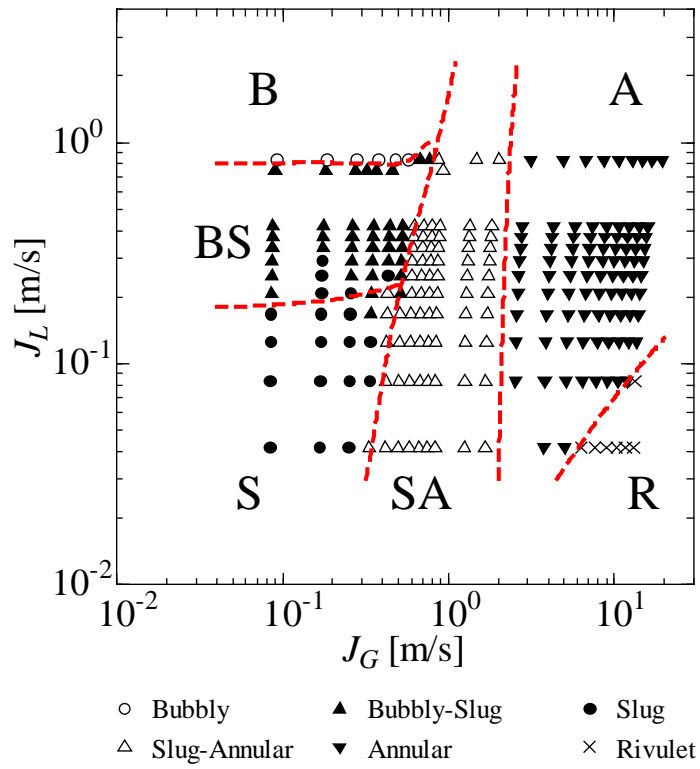 B
A
10^0
BS
J_L [m/s]
10^-1
S
SA
R
10^-2
10^-2
10^-1
10^0
10^1
J_G [m/s]
Bubbly
Bubbly-Slug
Slug
Slug-Annular
Annular
Rivulet